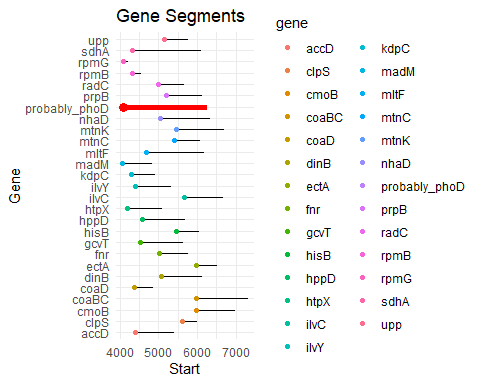 Gene Segments
Gene
upp
sdhA
rpmG
rpmB
radC
prpB
probably_phoD
nhaD
mtnK
mtnC
mltF
madM
kdpC
ilvY
ilvC
htpX
hppD
hisB
gcvT
fnr
ectA
dinB
coaD
coaBC
cmoB
clpS
accD
4000 5000 6000 7000
Start
gene
accD
clpS
cmoB
coaBC
coaD
dinB
ectA
fnr
gcvT
hisB
hppD
htpX
ilvC
ilvY
kdpC
madM
mltF
mtnC
mtnK
nhaD
probably_phoD
prpB
radC
rpmB
rpmG
sdhA
upp